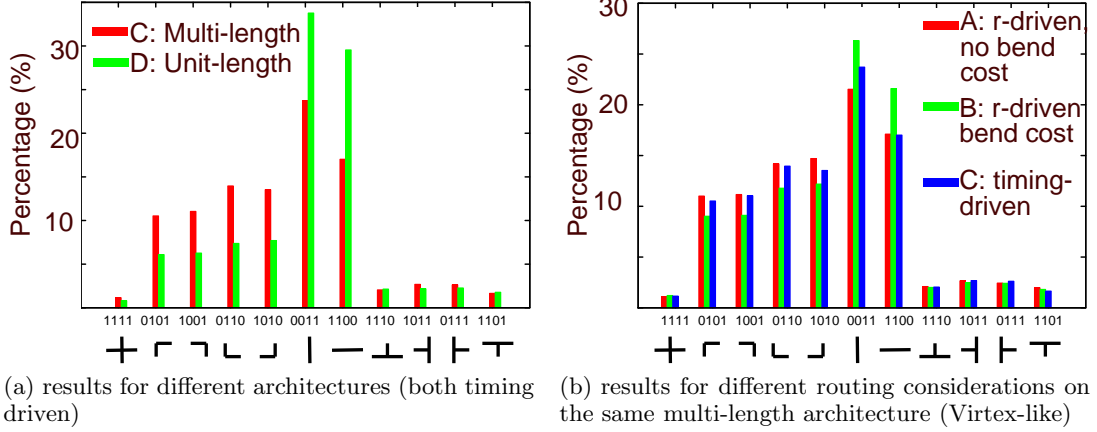 30
20
10
Percentage (%)
C: Multi-length
D: Unit-length
1111 0101 1001 0110 1010 0011 1100 1110 1011 0111 1101
(a) results for different architectures (both timing
driven)
30
20
10
Percentage (%)
A: r-driven,
no bend
cost
B: r-driven
bend cost
C: timing-
driven
1111 0101 1001 0110 1010 0011 1100 1110 1011 0111 1101
(b) results for different routing considerations on
the same multi-length architecture (Virtex-like)